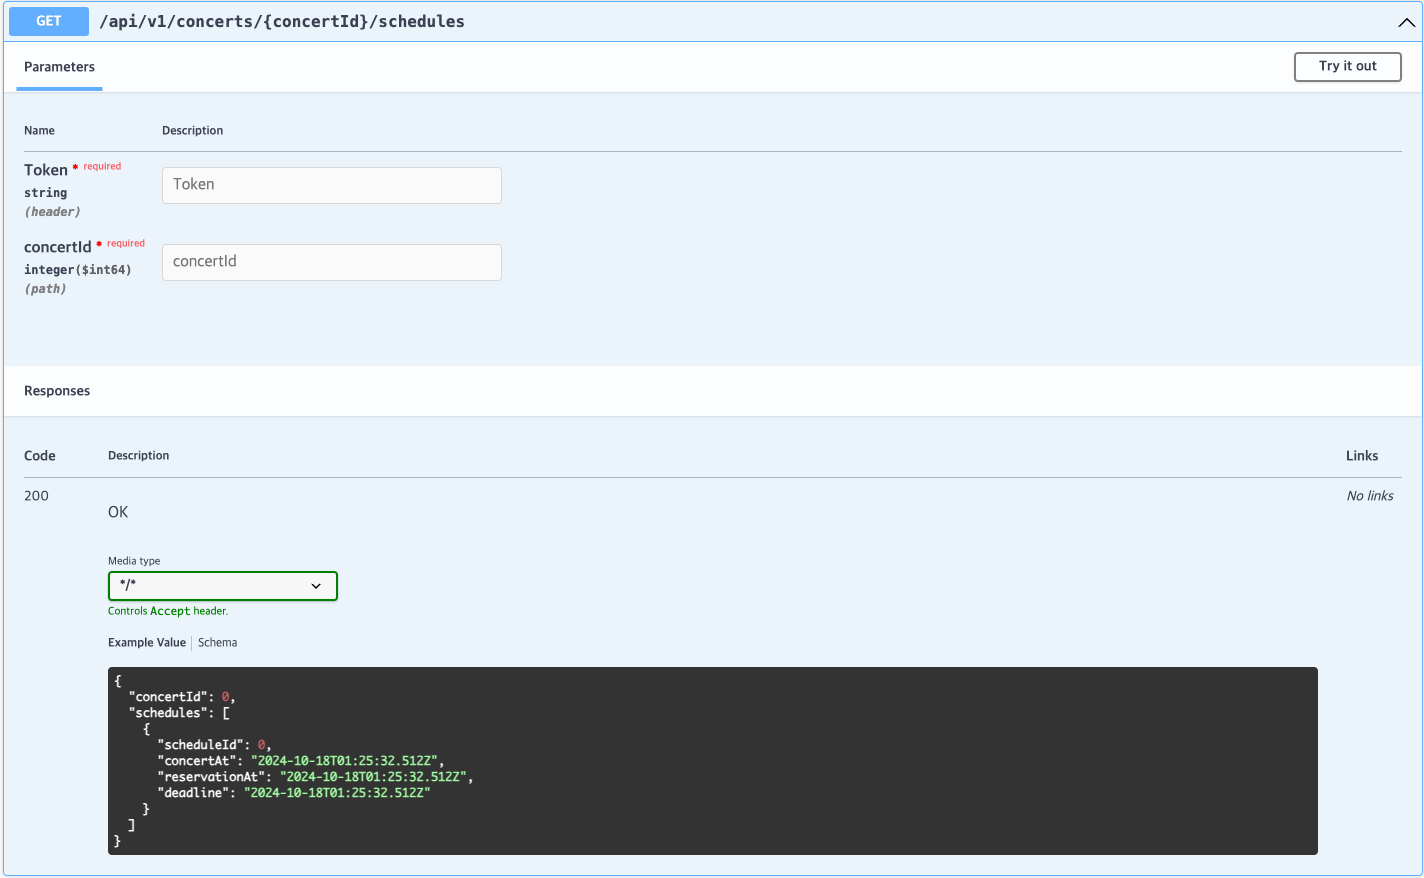 GET /api/v1/concerts/{concertId}/schedules
Parameters
Try it out
Name Description
Token * required
string
(header)
Token
concertId * required
integer($int64)
(path)
concertId
Responses
Code Description Links
200 OK No links
Media type
*/*
Controls Accept header.
Example Value Schema
{
  "concertId": 0,
  "schedules": [
    {
      "scheduleId": 0,
      "concertAt": "2024-10-18T01:25:32.512Z",
      "reservationAt": "2024-10-18T01:25:32.512Z",
      "deadline": "2024-10-18T01:25:32.512Z"
    }
  ]
}